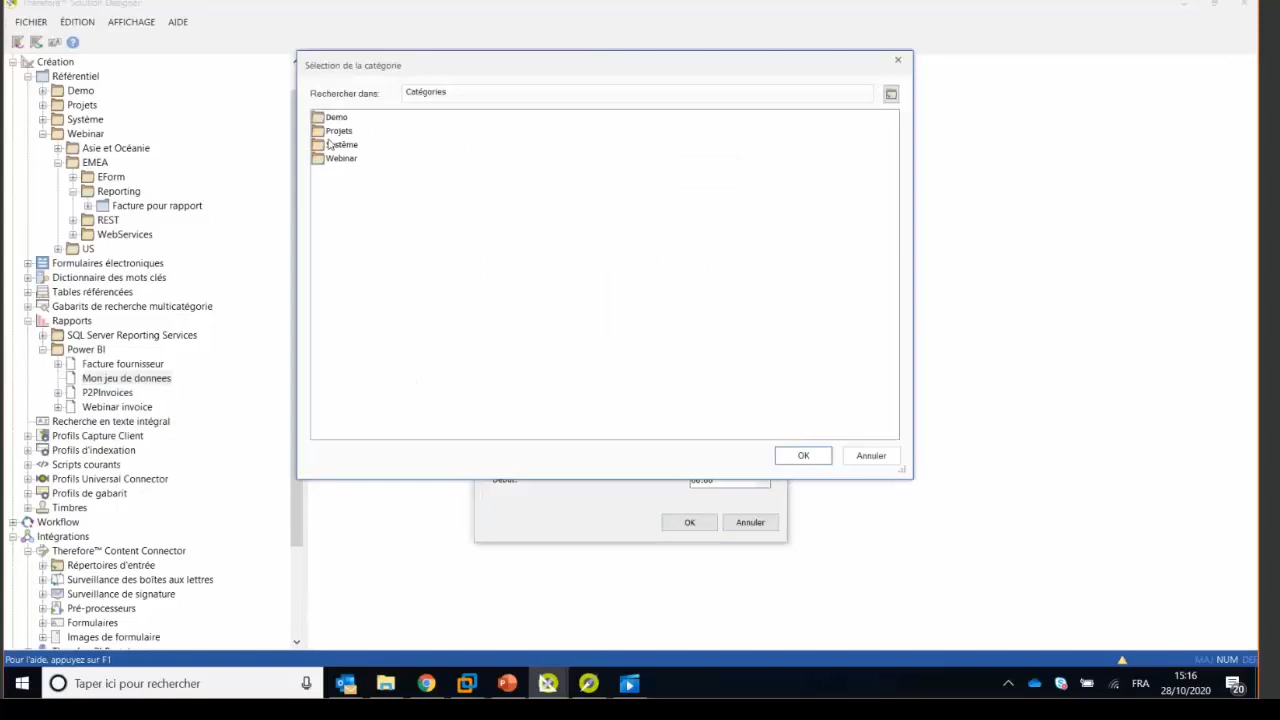 Therefore™ Solution Designer
FICHIER ÉDITION AFFICHAGE AIDE
Création
Référentiel
Demo
Projets
Système
Webinar
Asie et Océanie
EMEA
EForm
Reporting
Facture pour rapport
REST
WebServices
US
Formulaires électroniques
Dictionnaire des mots clés
Tables référencées
Gabarits de recherche multicatégorie
Rapports
SQL Server Reporting Services
Power BI
Facture fournisseur
Mon jeu de donnees
P2PInvoices
Webinar invoice
Recherche en texte intégral
Profils Capture Client
Profils d'indexation
Scripts courants
Profils Universal Connector
Profils de gabarit
Timbres
Workflow
Intégrations
Therefore™ Content Connector
Répertoires d'entrée
Surveillance des boîtes aux lettres
Surveillance de signature
Pré-processeurs
Formulaires
Images de formulaire
Sélection de la catégorie
Rechercher dans: Catégories
Demo
Projets
Système
Webinar
OK Annuler
OK Annuler
Pour l'aide, appuyez sur F1
MAJ NUM DEF
Taper ici pour rechercher
FRA
15:16
28/10/2020
20